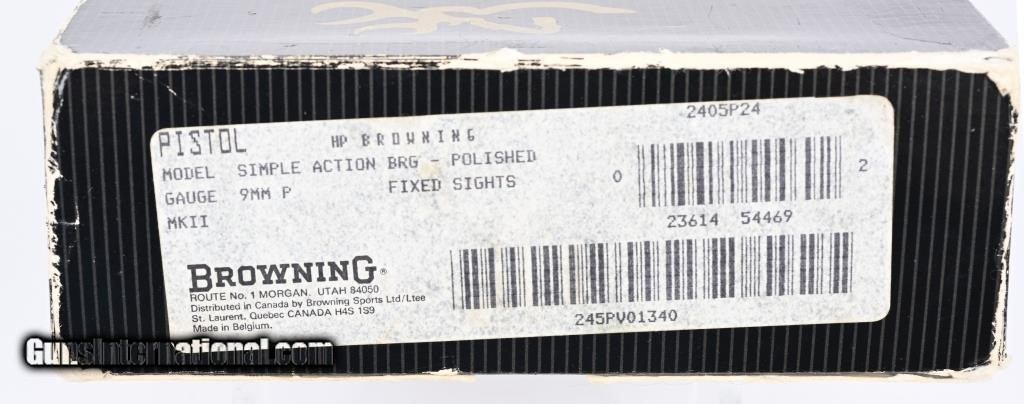 PISTOL HP BROWNING 2405P24
MODEL SIMPLE ACTION BRG - POLISHED
GAUGE 9MM P FIXED SIGHTS
MKII
0 23614 54469 2
BROWNING®
ROUTE No. 1 MORGAN, UTAH 84050
Distributed in Canada by Browning Sports Ltd/Ltee
St. Laurent, Quebec CANADA H4S 1S9
Made in Belgium.
245PV01340
GunsInternational.com